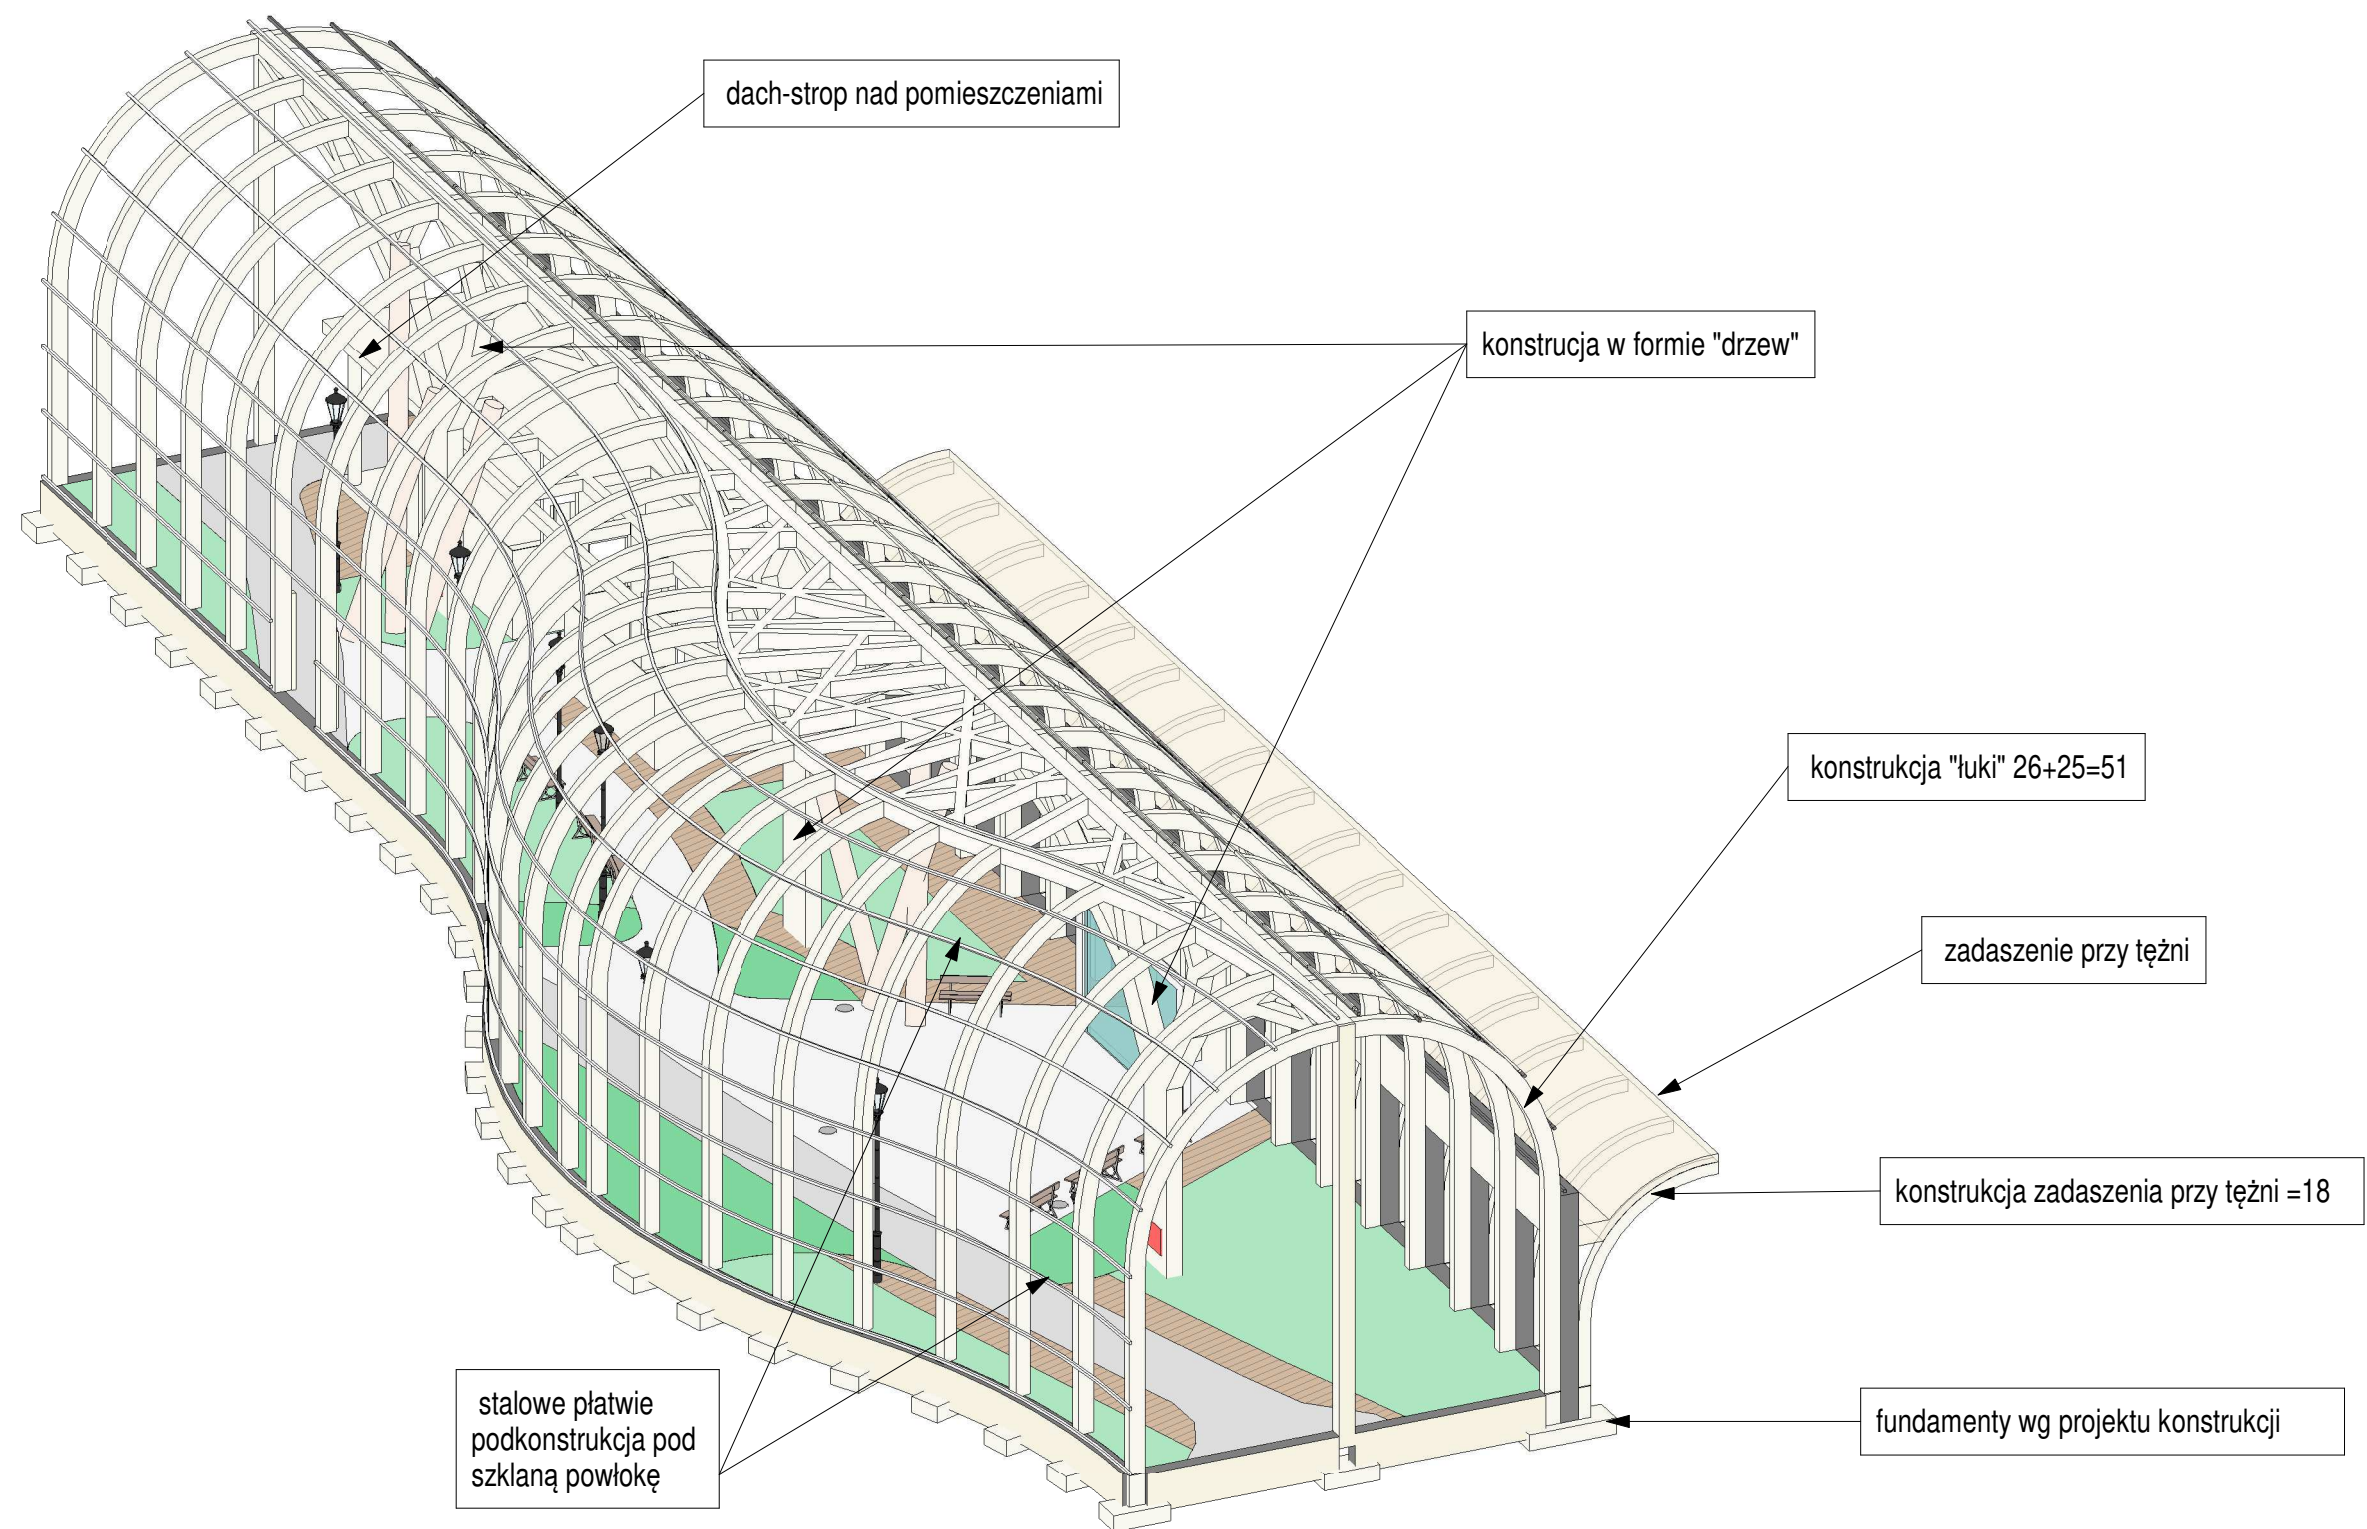 dach-strop nad pomieszczeniami
konstrucja w formie "drzew"
konstrukcja "łuki" 26+25=51
zadaszenie przy tężni
konstrukcja zadaszenia przy tężni =18
fundamenty wg projektu konstrukcji
stalowe płatwie
podkonstrukcja pod
szklaną powłokę